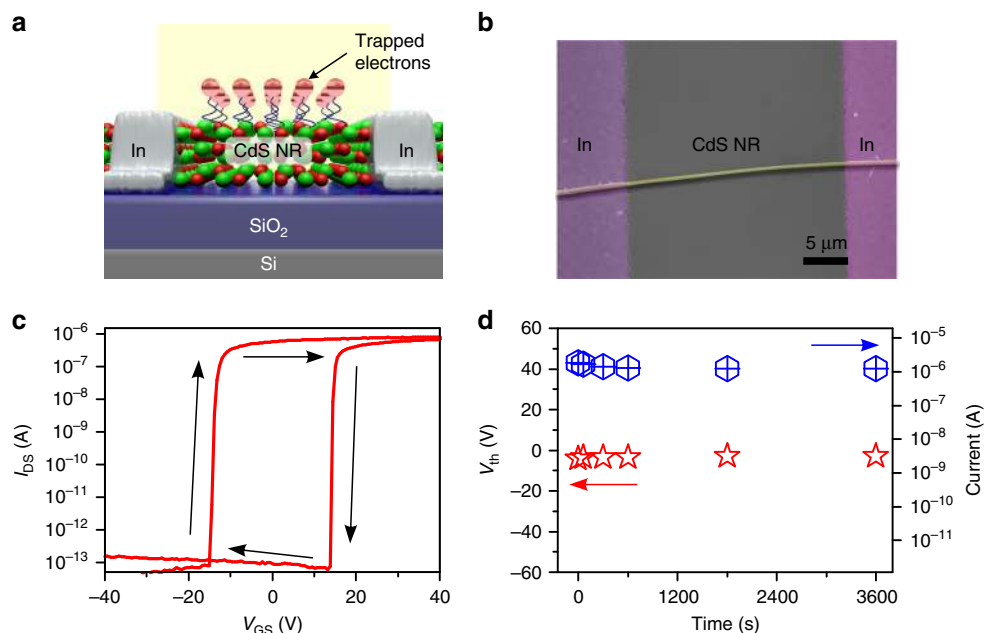 a
Trapped
electrons
In
CdS NR
In
SiO₂
Si
b
In
CdS NR
In
5 μm
c
10⁻⁶
10⁻⁷
10⁻⁸
10⁻⁹
10⁻¹⁰
10⁻¹¹
10⁻¹²
10⁻¹³
I_DS (A)
–40
–20
0
20
40
V_GS (V)
d
60
40
20
0
–20
–40
–60
V_th (V)
10⁻⁵
10⁻⁶
10⁻⁷
10⁻⁸
10⁻⁹
10⁻¹⁰
10⁻¹¹
Current (A)
0
1200
2400
3600
Time (s)